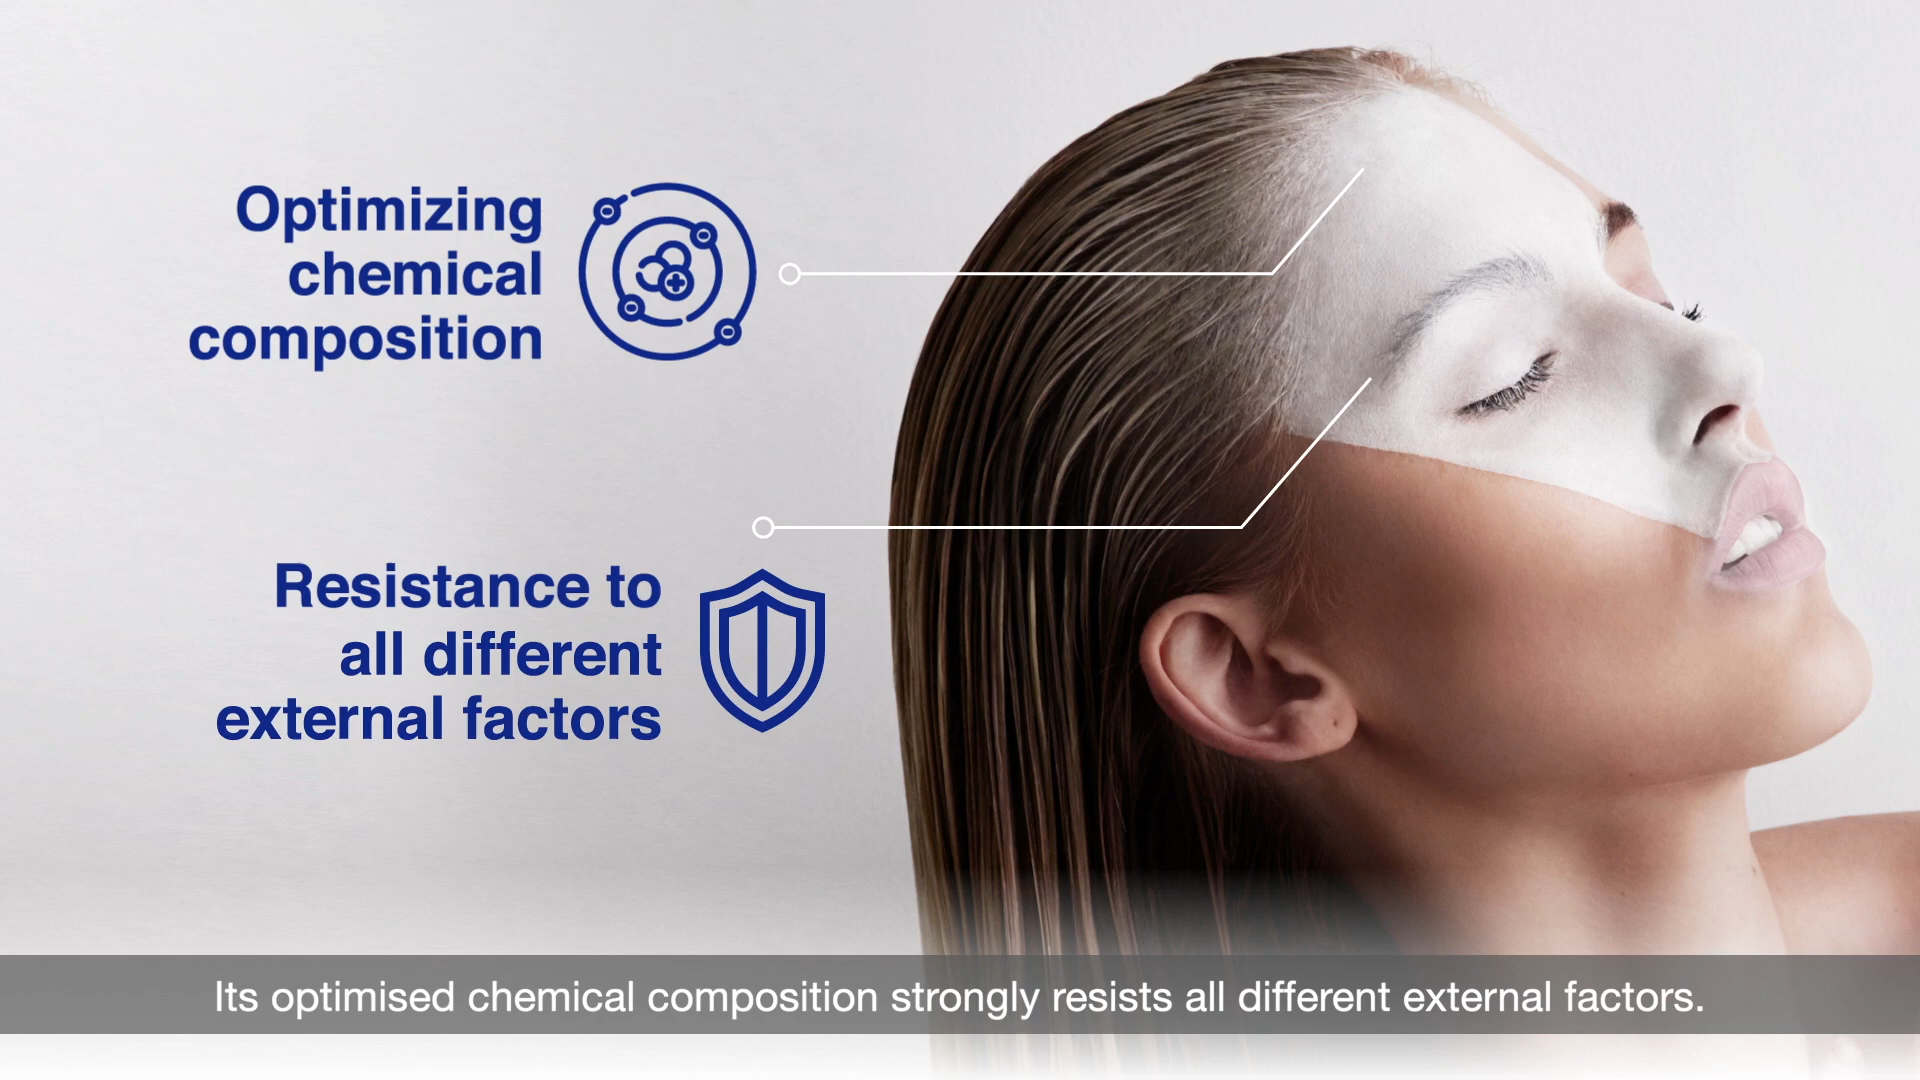 Optimizing
chemical
composition
Resistance to
all different
external factors
Its optimised chemical composition strongly resists all different external factors.